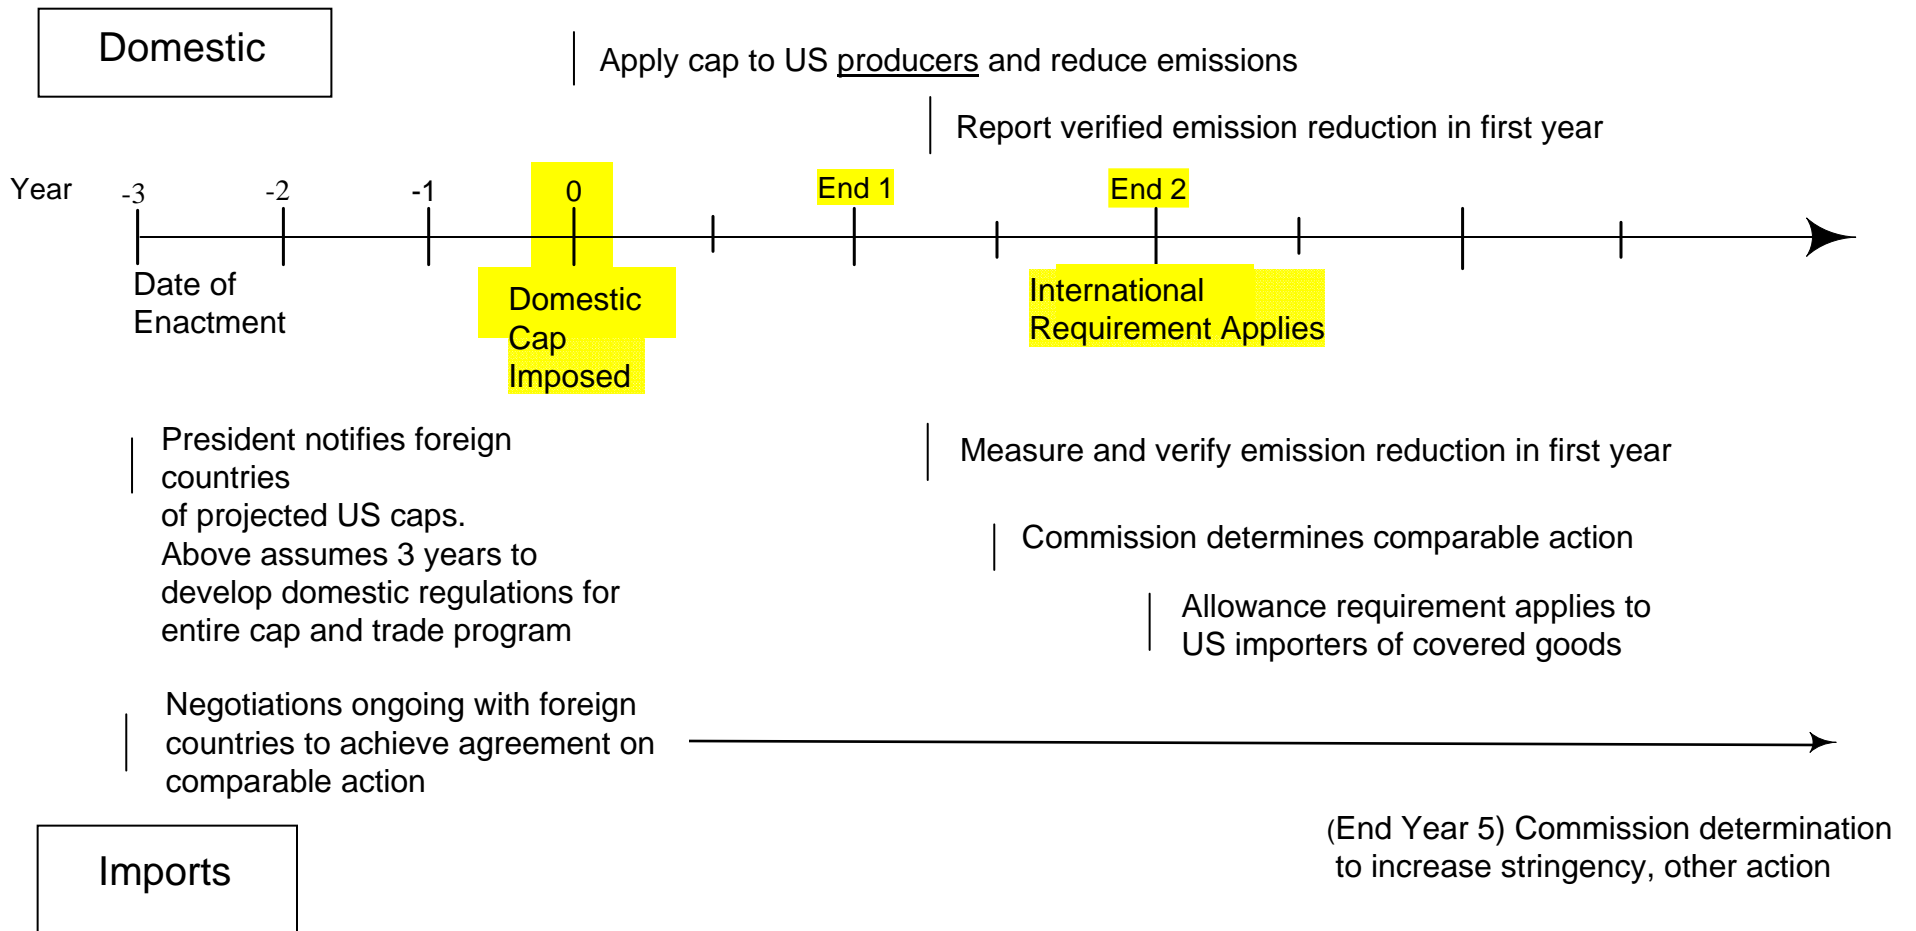 Domestic
Apply cap to US producers and reduce emissions
Report verified emission reduction in first year
Year -3 -2 -1 0 End 1 End 2
Date of
Enactment
Domestic
Cap
Imposed
International
Requirement Applies
President notifies foreign
countries
of projected US caps.
Above assumes 3 years to
develop domestic regulations for
entire cap and trade program
Measure and verify emission reduction in first year
Commission determines comparable action
Allowance requirement applies to
US importers of covered goods
Negotiations ongoing with foreign
countries to achieve agreement on
comparable action
(End Year 5) Commission determination
to increase stringency, other action
Imports